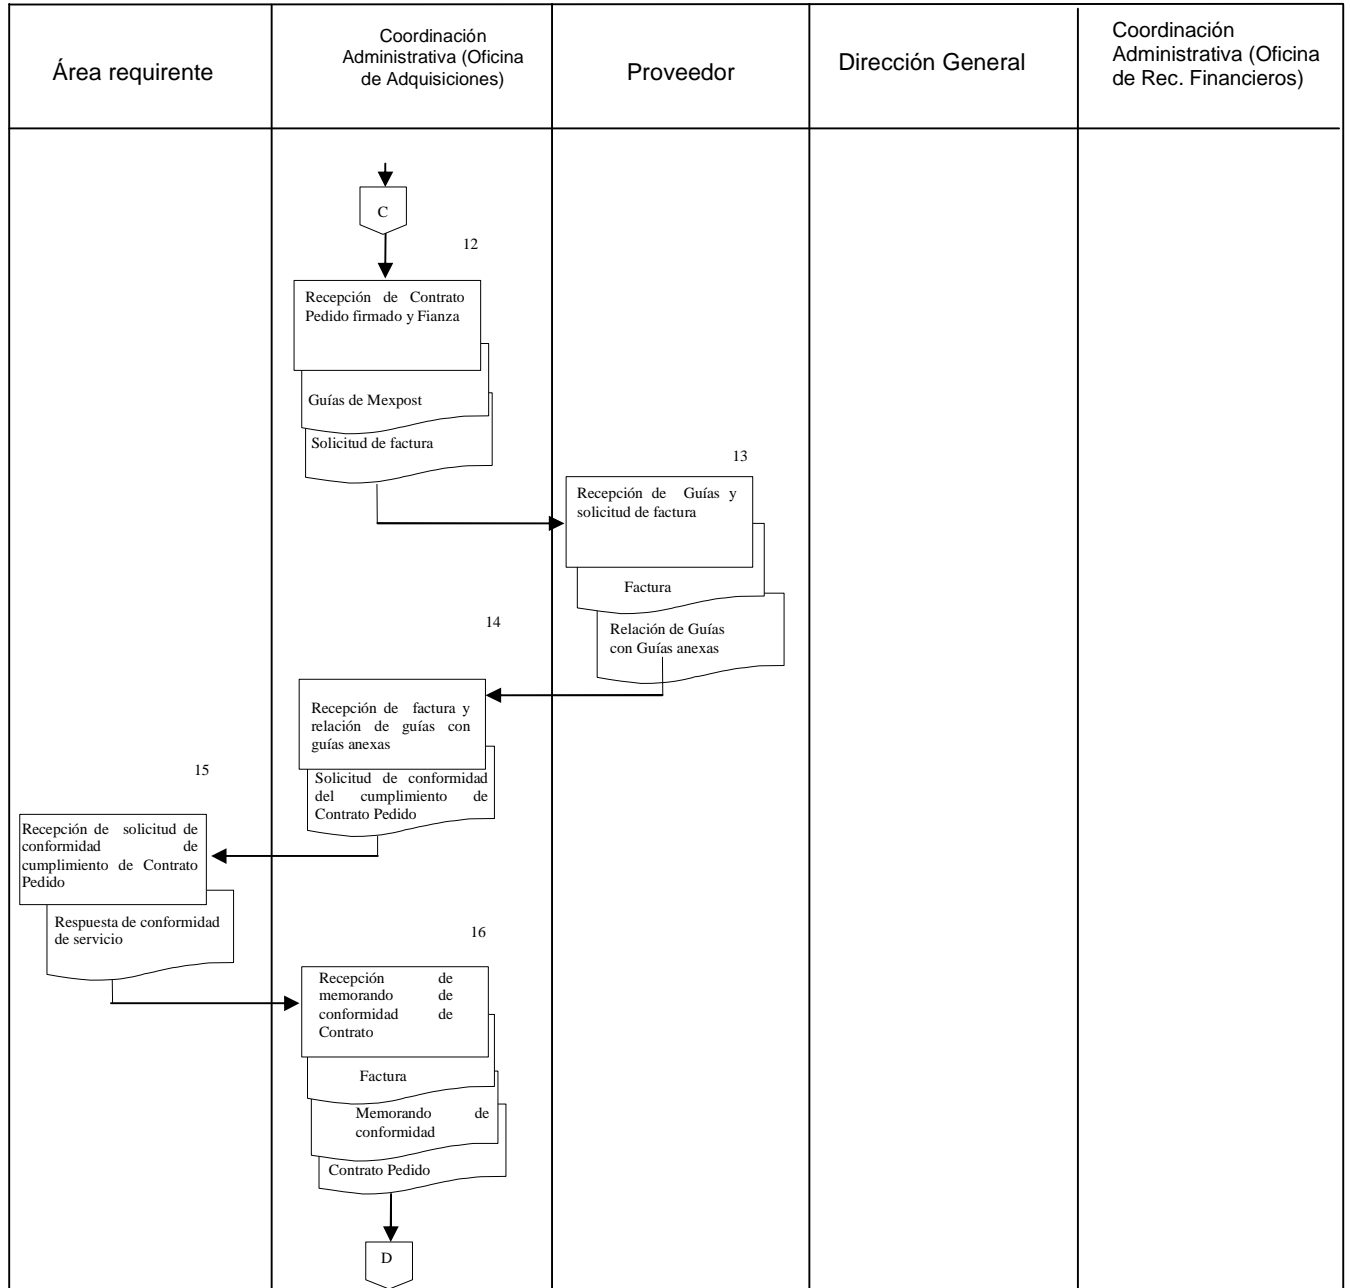 Área requirente
Coordinación
Administrativa (Oficina
de Adquisiciones)
Proveedor
Dirección General
Coordinación
Administrativa (Oficina
de Rec. Financieros)
C
12
Recepción de Contrato
Pedido firmado y Fianza
Guías de Mexpost
Solicitud de factura
13
Recepción de Guías y
solicitud de factura
Factura
Relación de Guías
con Guías anexas
14
Recepción de factura y
relación de guías con
guías anexas
Solicitud de conformidad
del cumplimiento de
Contrato Pedido
15
Recepción de solicitud de
conformidad de
cumplimiento de Contrato
Pedido
Respuesta de conformidad
de servicio
16
Recepción de
memorando de
conformidad de
Contrato
Factura
Memorando de
conformidad
Contrato Pedido
D